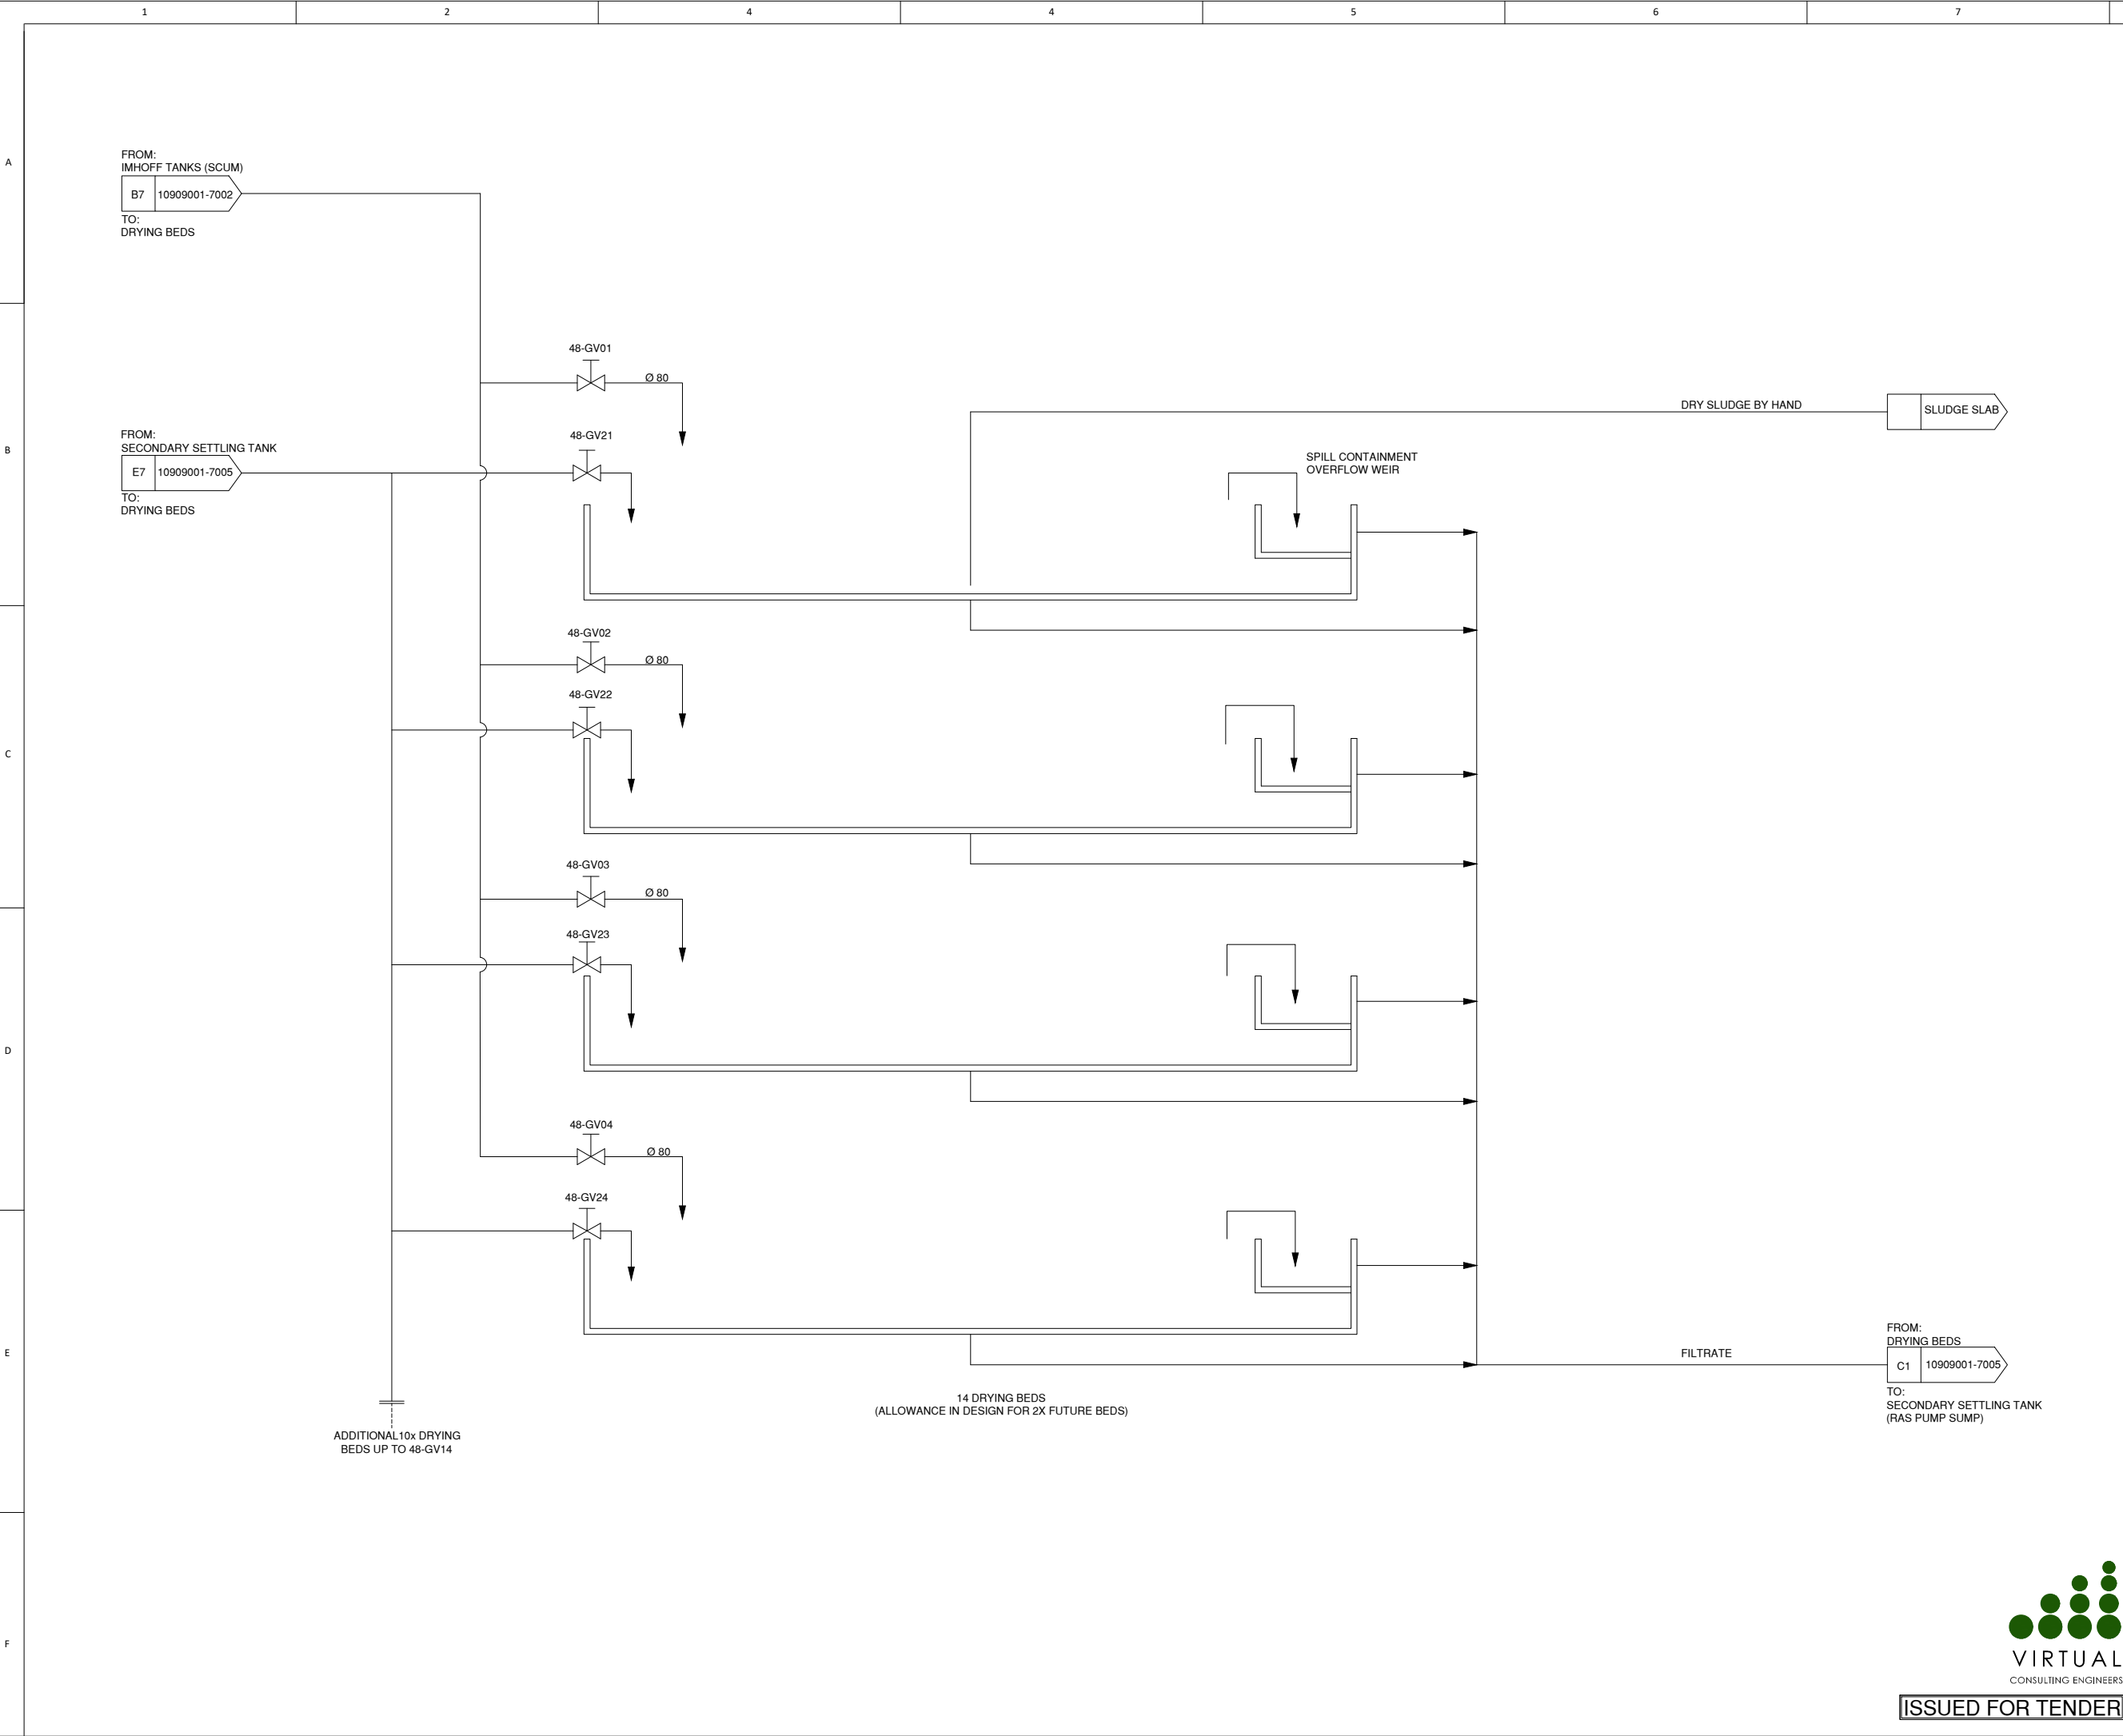 1 2 4 4 5 6 7
A
FROM:
IMHOFF TANKS (SCUM)
B7 10909001-7002
TO:
DRYING BEDS
48-GV01
Ø 80
DRY SLUDGE BY HAND
SLUDGE SLAB
B
FROM:
SECONDARY SETTLING TANK
E7 10909001-7005
TO:
DRYING BEDS
48-GV21
SPILL CONTAINMENT
OVERFLOW WEIR
48-GV02
Ø 80
48-GV22
C
48-GV03
Ø 80
48-GV23
D
48-GV04
Ø 80
48-GV24
E
FILTRATE
FROM:
DRYING BEDS
C1 10909001-7005
TO:
SECONDARY SETTLING TANK
(RAS PUMP SUMP)
14 DRYING BEDS
(ALLOWANCE IN DESIGN FOR 2X FUTURE BEDS)
ADDITIONAL10x DRYING
BEDS UP TO 48-GV14
F
VIRTUAL
CONSULTING ENGINEERS
ISSUED FOR TENDER